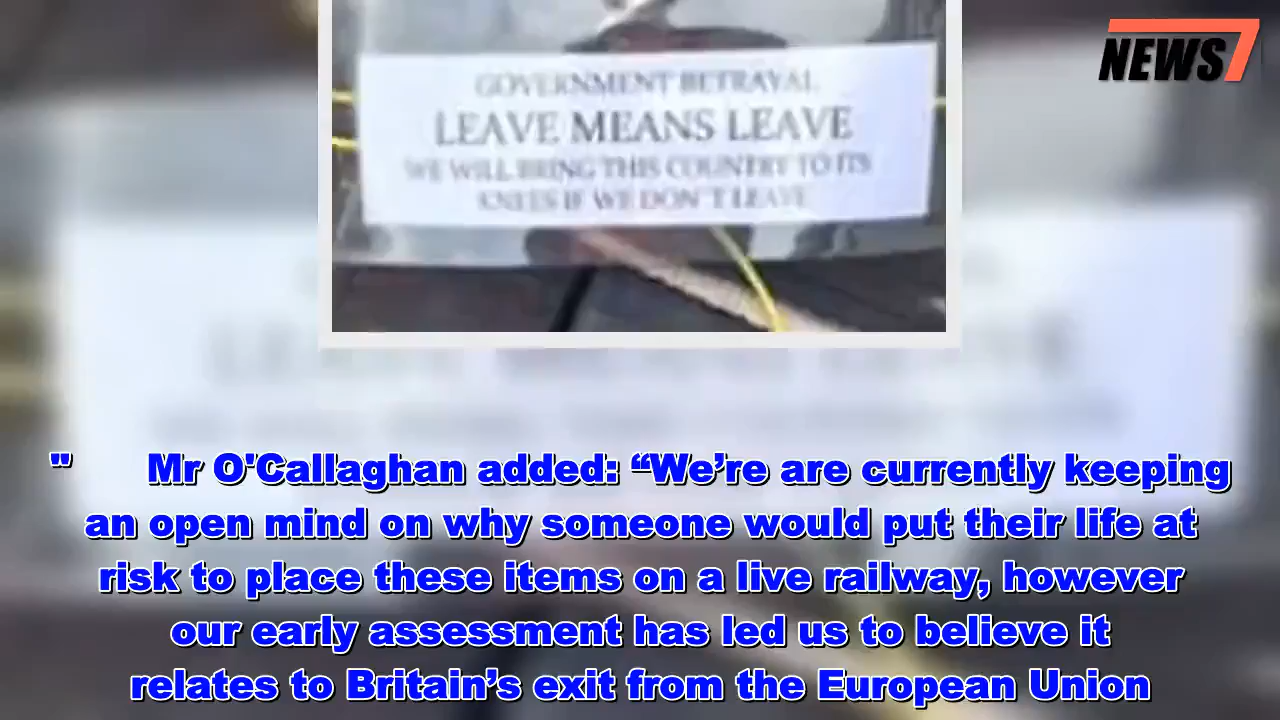 NEWS7
GOVERNMENT BETRAYAL
LEAVE MEANS LEAVE
WE WILL BRING THIS COUNTRY TO ITS
KNEES IF WE DON'T LEAVE
" Mr O'Callaghan added: “We’re are currently keeping
an open mind on why someone would put their life at
risk to place these items on a live railway, however
our early assessment has led us to believe it
relates to Britain’s exit from the European Union